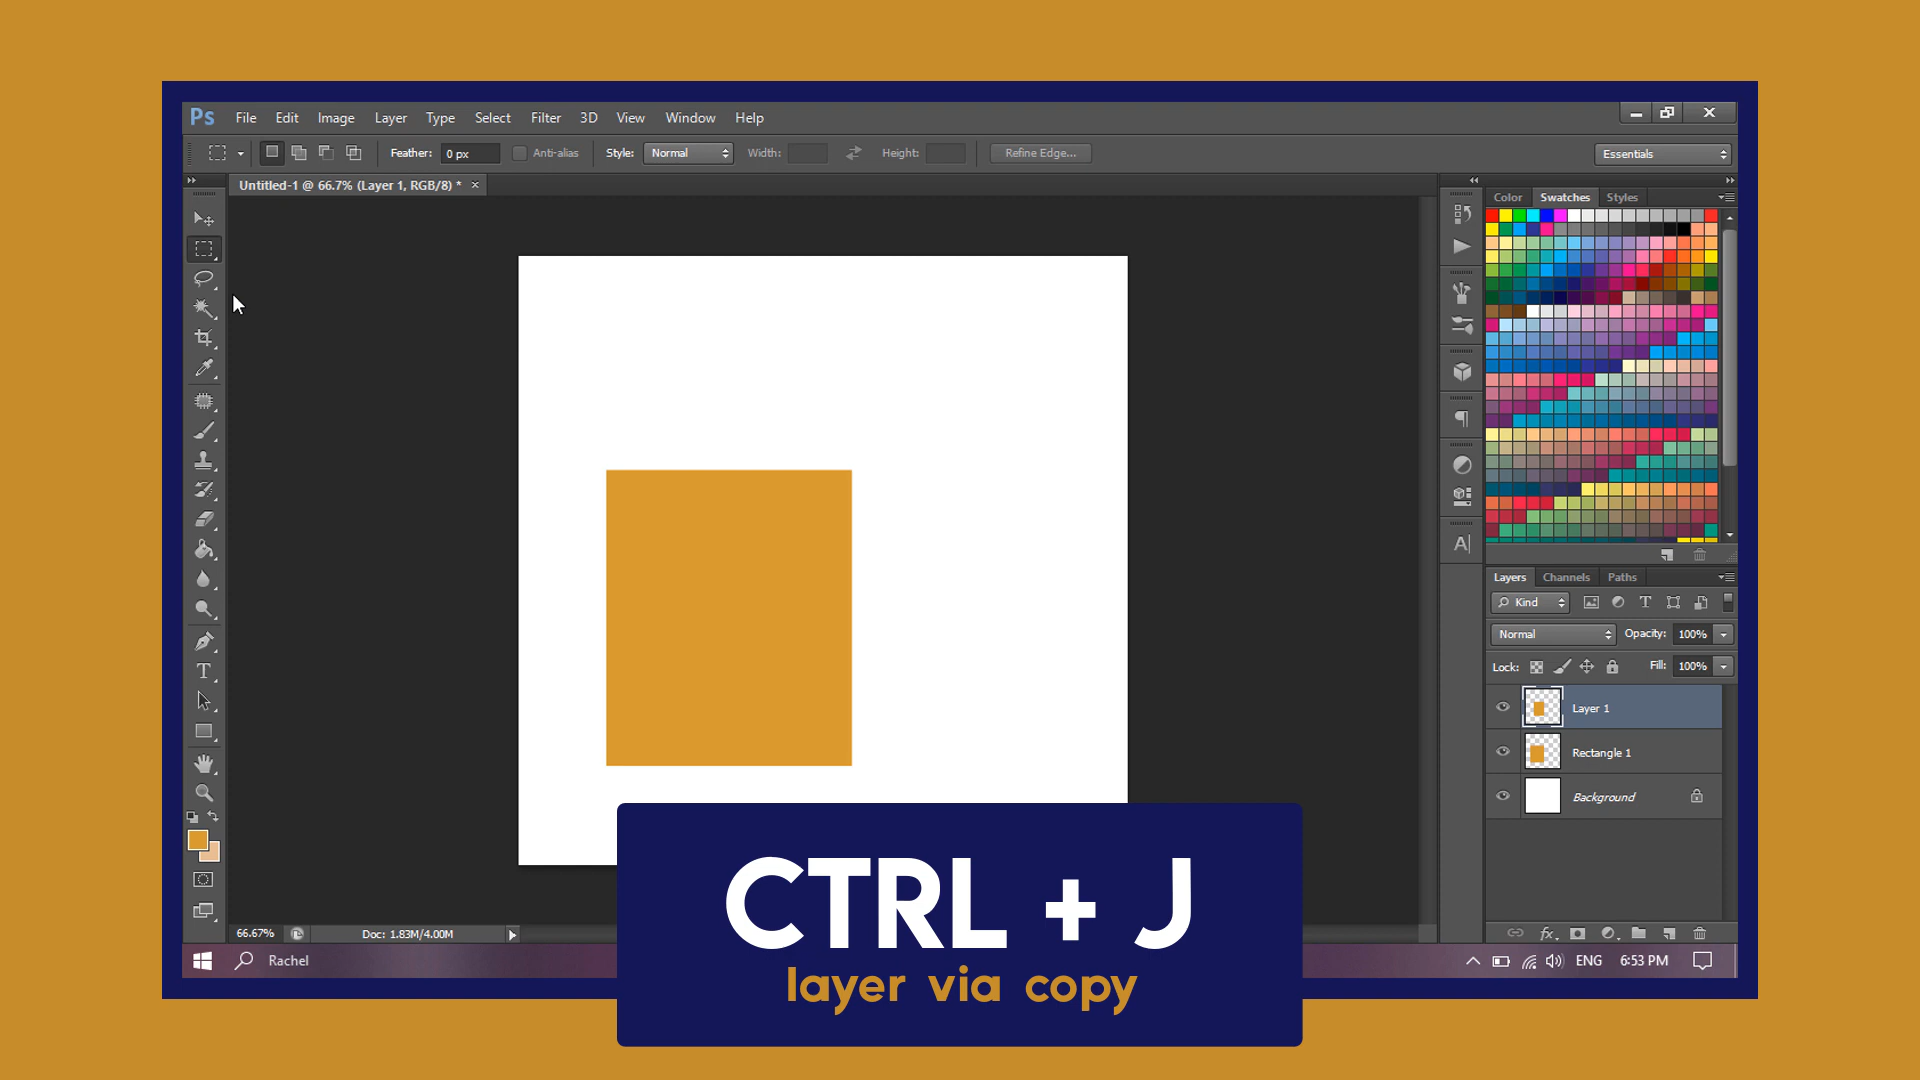 Ps File Edit Image Layer Type Select Filter 3D View Window Help
Feather: 0 px Anti-alias Style: Normal Width: Height: Refine Edge... Essentials
Untitled-1 @ 66.7% (Layer 1, RGB/8) * ×
Color Swatches Styles
Layers Channels Paths
Kind
Normal Opacity: 100%
Lock: Fill: 100%
Layer 1
Rectangle 1
Background
fx
66.67% Doc: 1.83M/4.00M
CTRL + J
layer via copy
Rachel ENG 6:53 PM